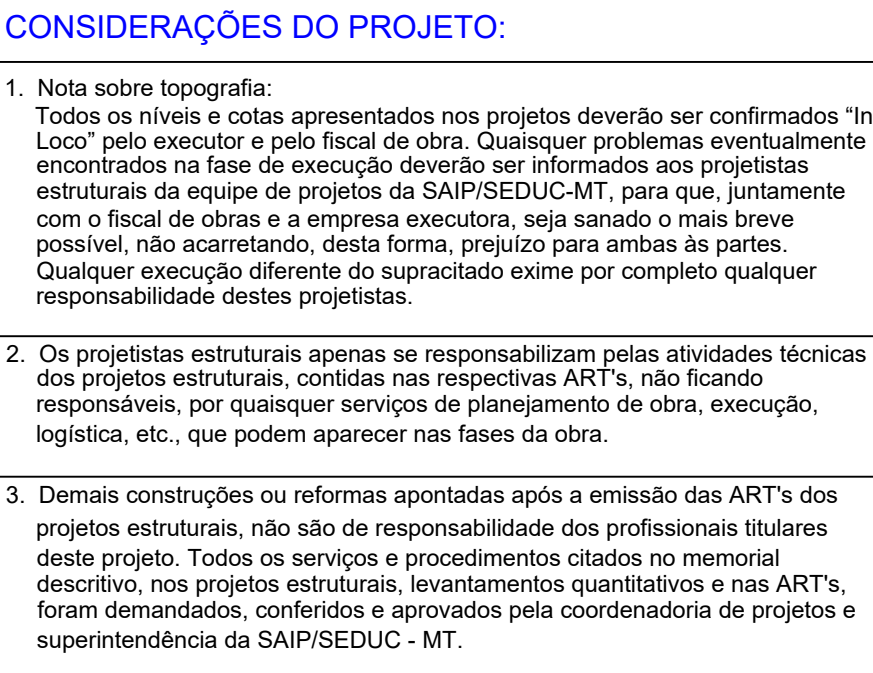 CONSIDERAÇÕES DO PROJETO:
1. Nota sobre topografia:
Todos os níveis e cotas apresentados nos projetos deverão ser confirmados “In
Loco” pelo executor e pelo fiscal de obra. Quaisquer problemas eventualmente
encontrados na fase de execução deverão ser informados aos projetistas
estruturais da equipe de projetos da SAIP/SEDUC-MT, para que, juntamente
com o fiscal de obras e a empresa executora, seja sanado o mais breve
possível, não acarretando, desta forma, prejuízo para ambas às partes.
Qualquer execução diferente do supracitado exime por completo qualquer
responsabilidade destes projetistas.
2. Os projetistas estruturais apenas se responsabilizam pelas atividades técnicas
dos projetos estruturais, contidas nas respectivas ART's, não ficando
responsáveis, por quaisquer serviços de planejamento de obra, execução,
logística, etc., que podem aparecer nas fases da obra.
3. Demais construções ou reformas apontadas após a emissão das ART's dos
projetos estruturais, não são de responsabilidade dos profissionais titulares
deste projeto. Todos os serviços e procedimentos citados no memorial
descritivo, nos projetos estruturais, levantamentos quantitativos e nas ART's,
foram demandados, conferidos e aprovados pela coordenadoria de projetos e
superintendência da SAIP/SEDUC - MT.